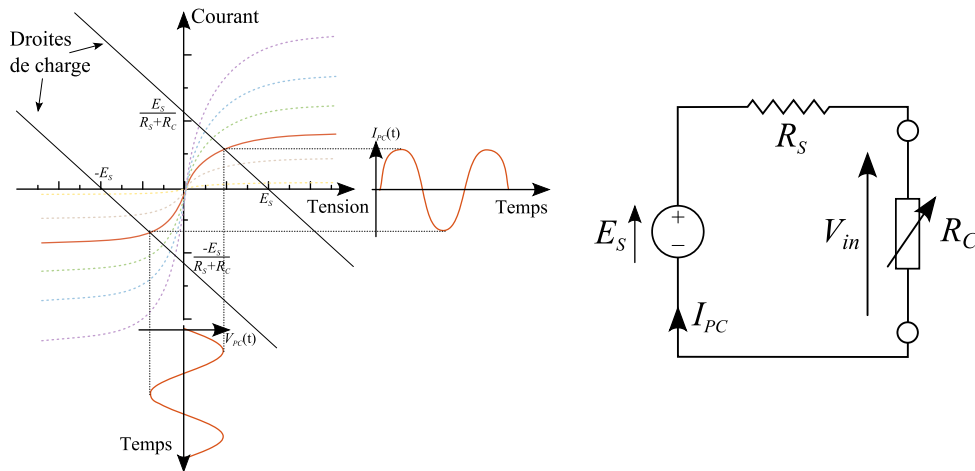 Courant
Droites
de charge
E_S
R_S+R_C
I_PC(t)
-E_S
E_S
Tension
Temps
-E_S
R_S+R_C
V_PC(t)
Temps
R_S
E_S
+
−
V_in
R_C
I_PC